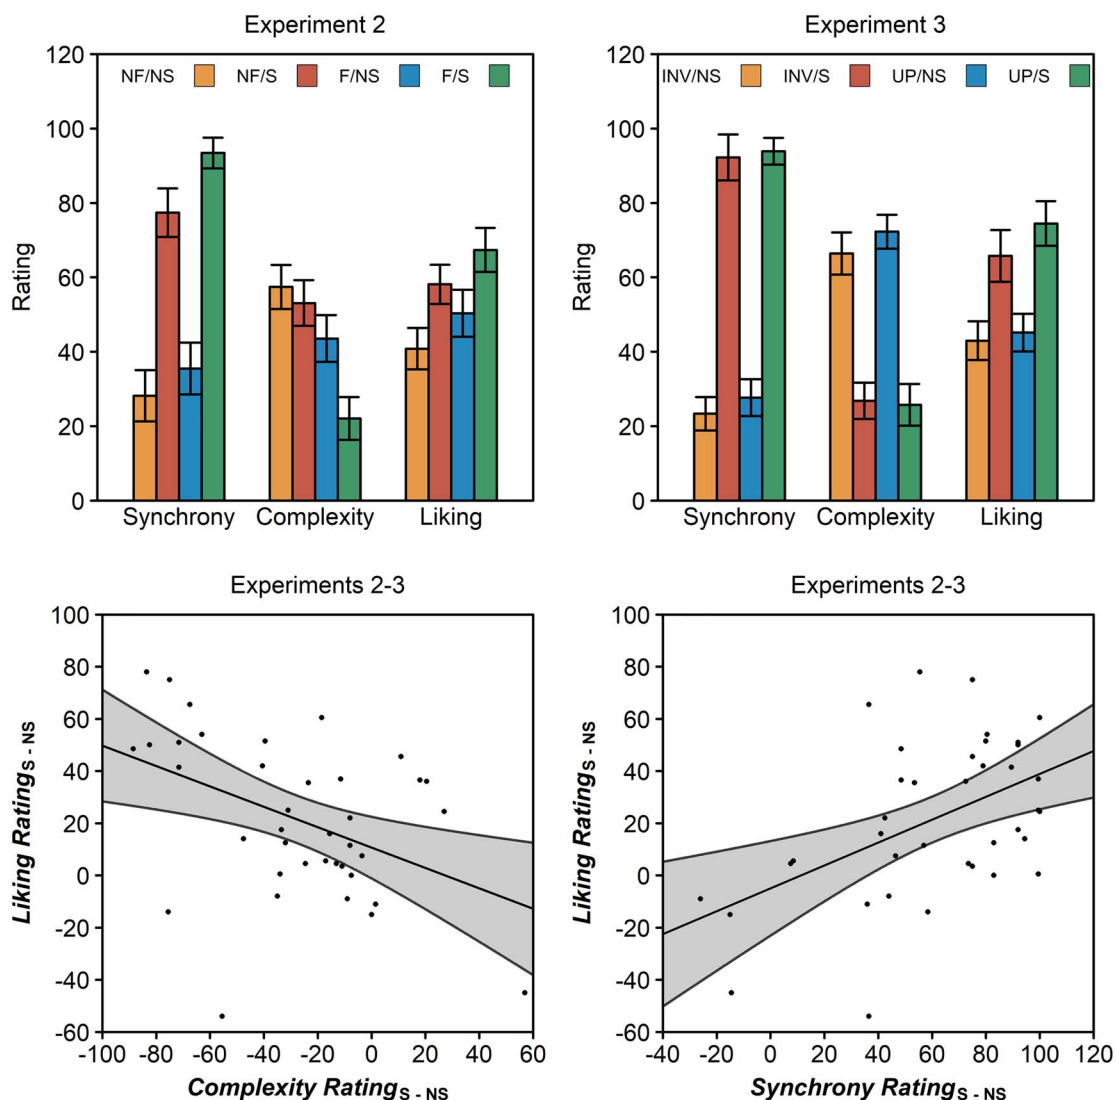 Experiment 2
120
100
80
60
40
20
0
Rating
NF/NS NF/S F/NS F/S
Synchrony Complexity Liking
Experiment 3
120
100
80
60
40
20
0
Rating
INV/NS INV/S UP/NS UP/S
Synchrony Complexity Liking
Experiments 2-3
100
80
60
40
20
0
-20
-40
-60
Liking Rating S - NS
-100 -80 -60 -40 -20 0 20 40 60
Complexity Rating S - NS
Experiments 2-3
100
80
60
40
20
0
-20
-40
-60
Liking Rating S - NS
-40 -20 0 20 40 60 80 100 120
Synchrony Rating S - NS